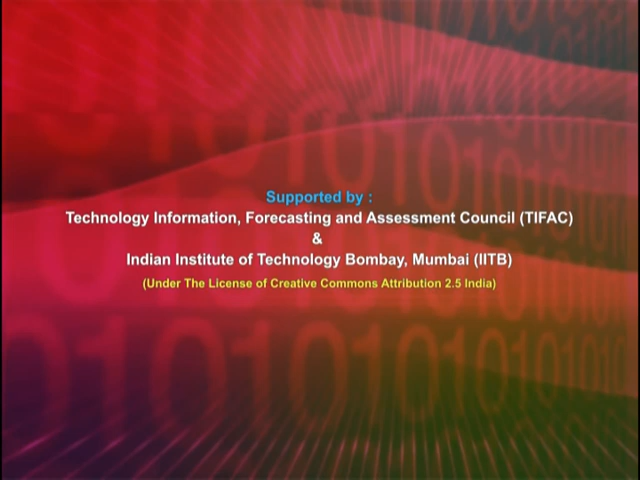 Supported by :
Technology Information, Forecasting and Assessment Council (TIFAC)
&
Indian Institute of Technology Bombay, Mumbai (IITB)
(Under The License of Creative Commons Attribution 2.5 India)